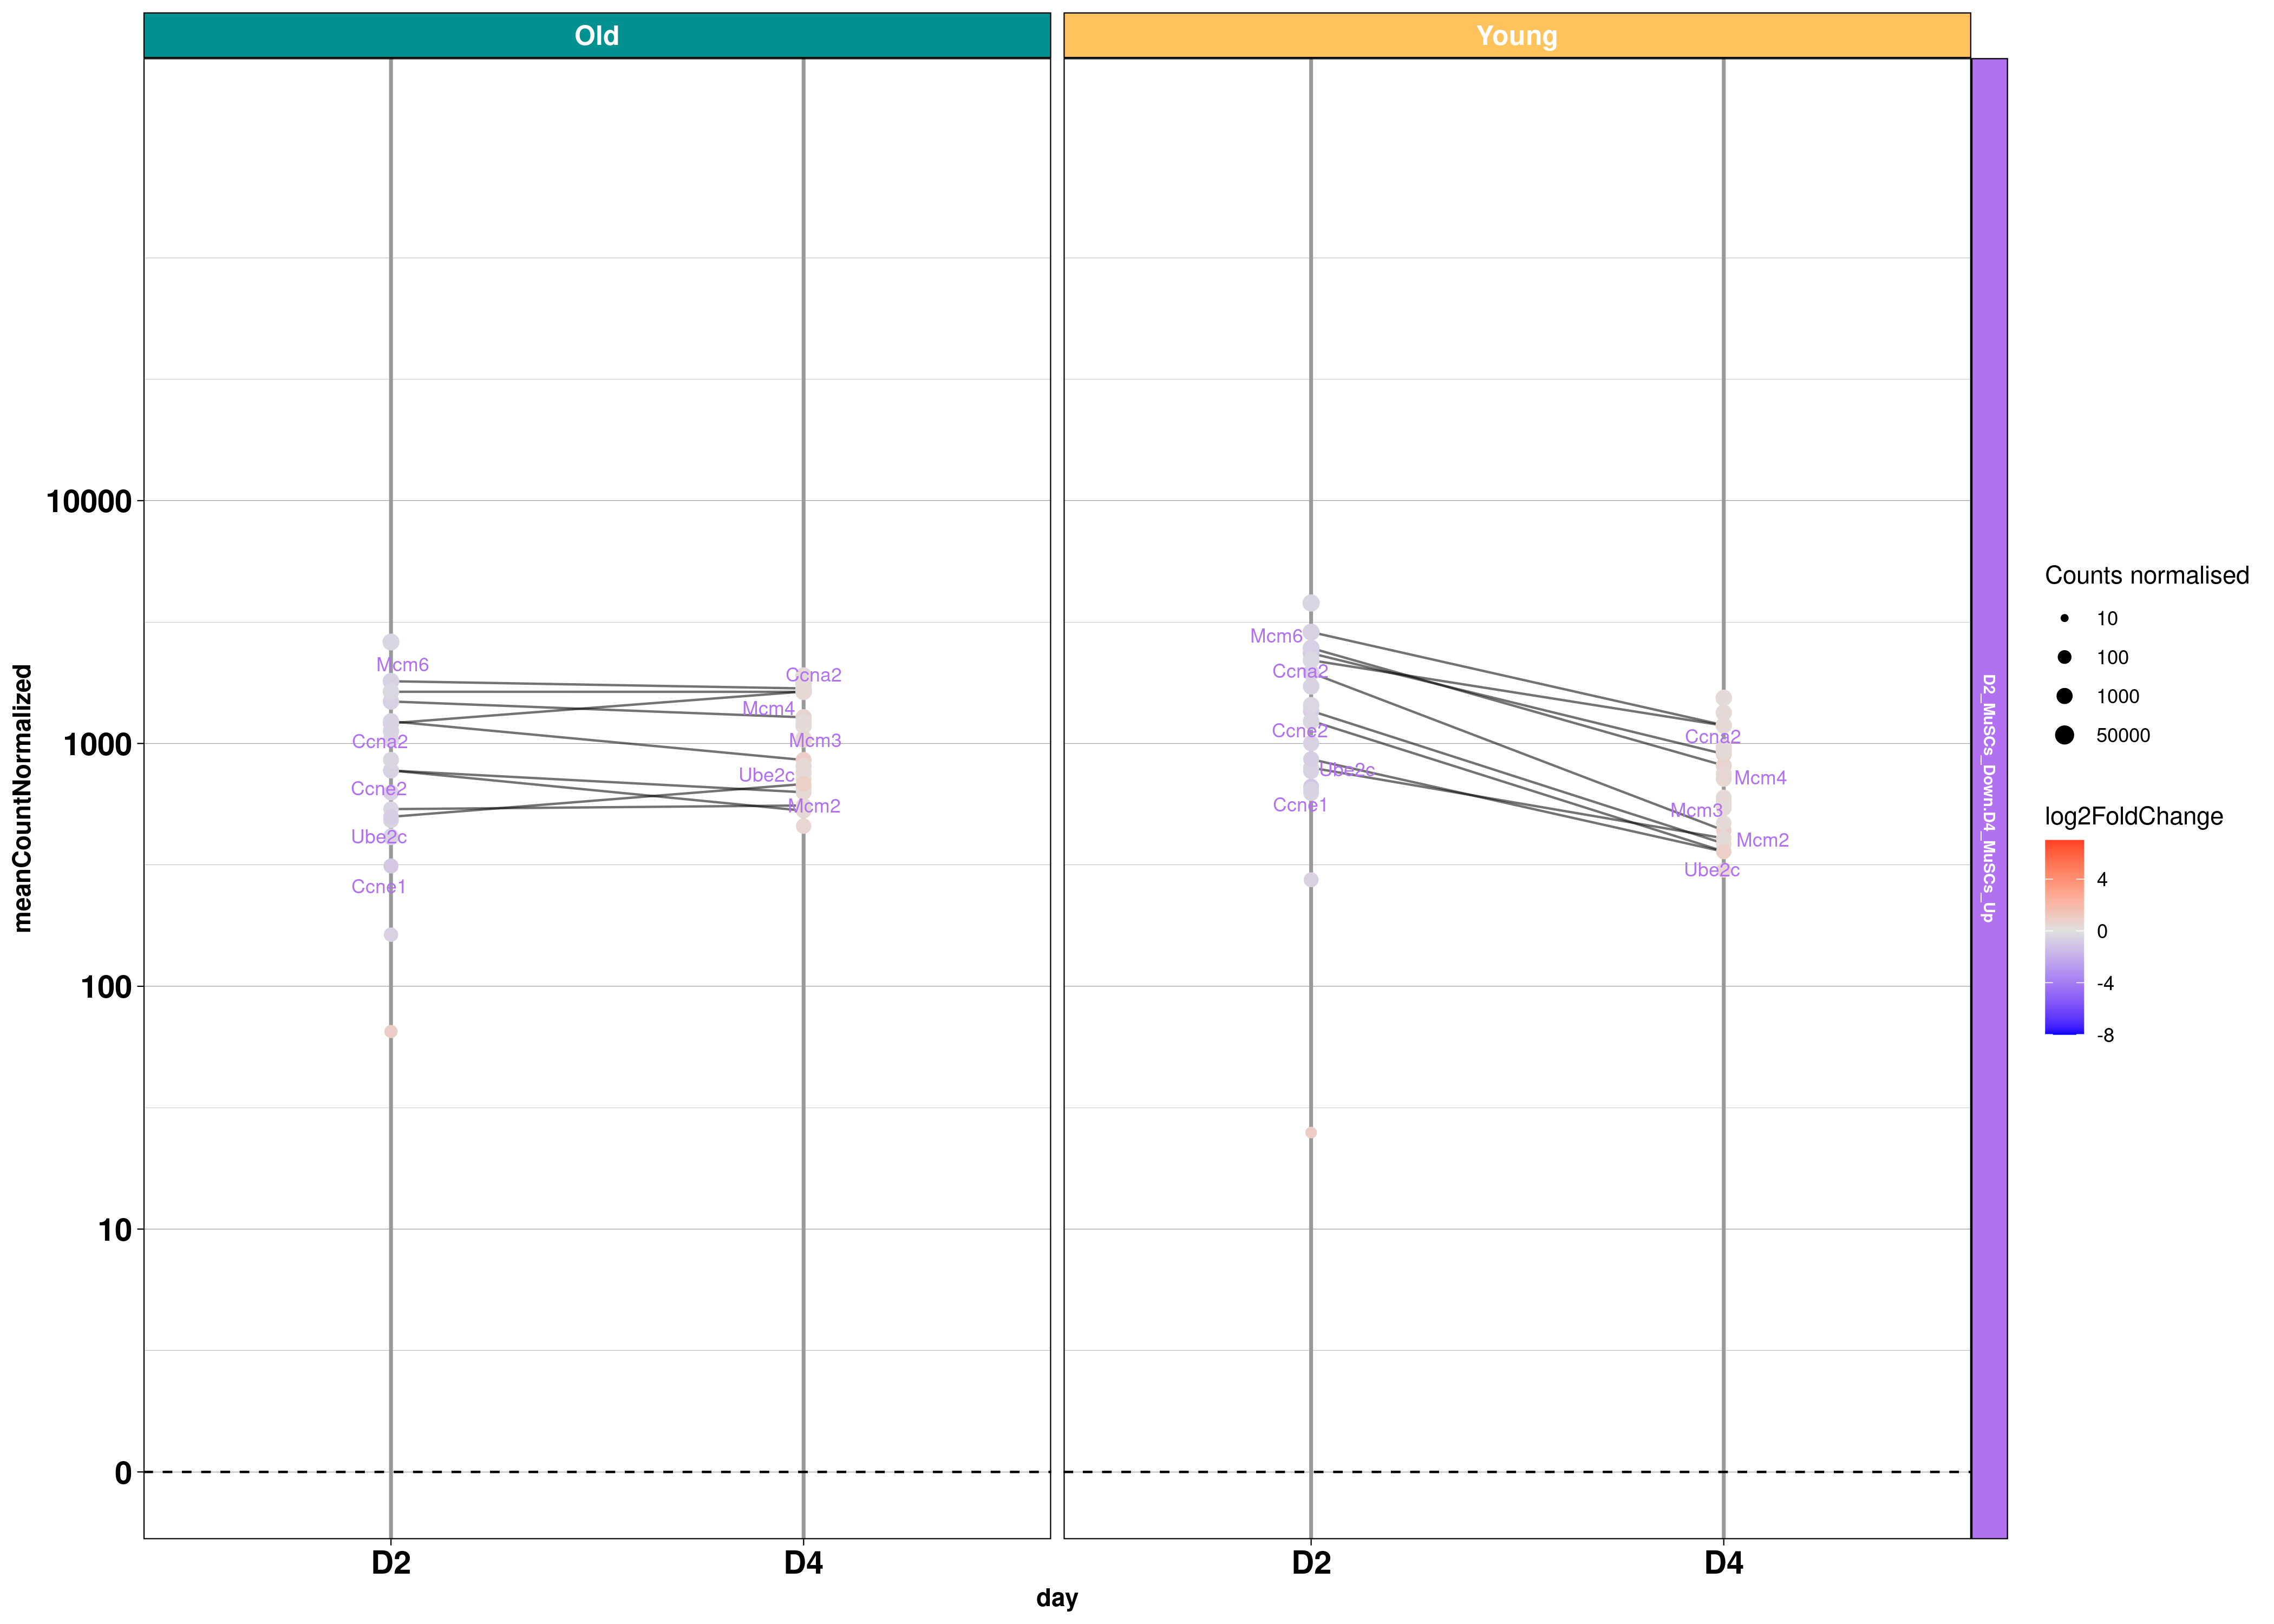 Old
Young
meanCountNormalized
10000
1000
100
10
0
Mcm6
Ccna2
Ccne2
Ube2c
Ccne1
Ccna2
Mcm4
Mcm3
Ube2c
Mcm2
Mcm6
Ccna2
Ccne2
Ube2c
Ccne1
Ccna2
Mcm4
Mcm3
Mcm2
Ube2c
D2_MuSCs_Down.D4_MuSCs_Up
D2
D4
D2
D4
day
Counts normalised
10
100
1000
50000
log2FoldChange
4
0
-4
-8